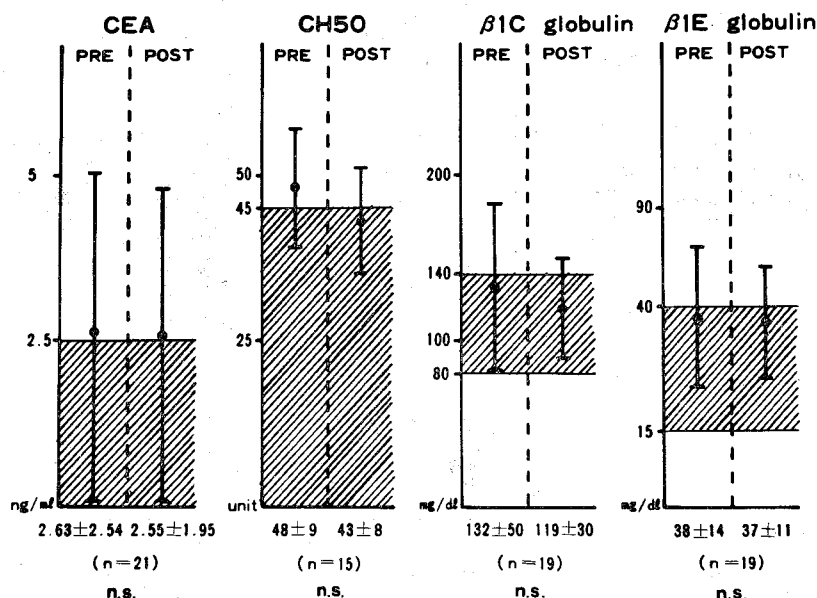 CEA
PRE POST
5
2.5
ng/mℓ
2.63±2.54 2.55±1.95
(n=21)
n.s.
CH50
PRE POST
50
45
25
unit
48±9 43±8
(n=15)
n.s.
β1C globulin
PRE POST
200
140
100
80
mg/dℓ
132±50 119±30
(n=19)
n.s.
β1E globulin
PRE POST
90
40
15
mg/dℓ
38±14 37±11
(n=19)
n.s.